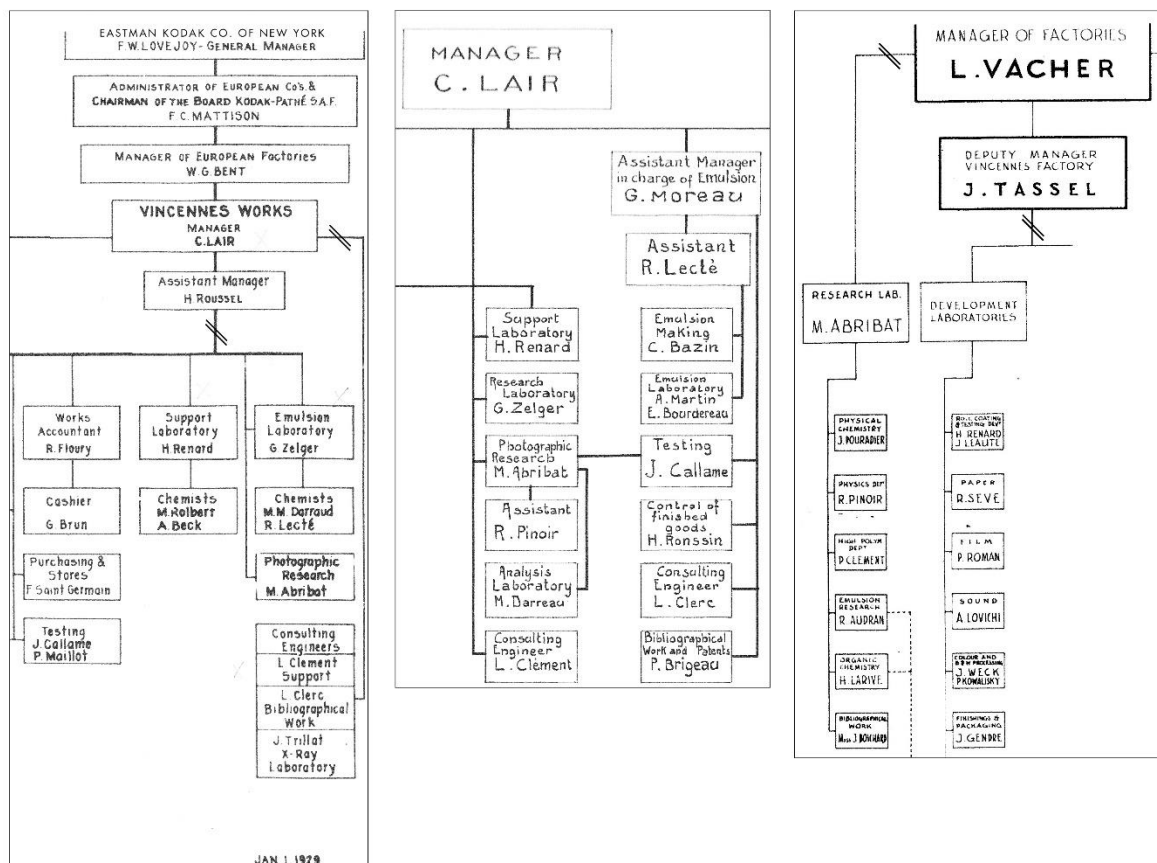 EASTMAN KODAK CO. OF NEW YORK
F.W. LOVEJOY - GENERAL MANAGER
ADMINISTRATOR OF EUROPEAN Co's. &
CHAIRMAN OF THE BOARD KODAK-PATHÉ S.A.F.
F C. MATTISON
MANAGER OF EUROPEAN FACTORIES
W.G. BENT
VINCENNES WORKS
MANAGER
C.LAIR
Assistant Manager
H. ROUSSEL
Works
Accountant
R. Floury
Support
Laboratory
H. Renard
Emulsion
Laboratory
G. Zelger
Cashier
G. Brun
Chemists
M. Rolbert
A. Beck
Chemists
M.M. Darraud
R. Lecté
Purchasing &
Stores
F. Saint Germain
Photographic
Research
M. Abribat
Testing
J. Callame
P. Maillot
Consulting
Engineers
L Clement
Support
L. Clerc
Bibliographical
Work
J. Trillat
X-Ray
Laboratory
JAN 1 1929
MANAGER
C. LAIR
Assistant Manager
in charge of Emulsion
G. Moreau
Assistant
R. Lecté
Support
Laboratory
H. Renard
Emulsion
Making
C. Bazin
Research
Laboratory
G. Zelger
Emulsion
Laboratory
A. Martin
E. Bourdereau
Photographic
Research
M. Abribat
Testing
J. Callame
Assistant
R. Pinoir
Control of
finished
goods
H. Ronssin
Analysis
Laboratory
M. Darreau
Consulting
Engineer
L. Clerc
Consulting
Engineer
L. Clément
Bibliographical
Work and Patents
P. Brigeau
MANAGER OF FACTORIES
L. VACHER
DEPUTY MANAGER
VINCENNES FACTORY
J. TASSEL
RESEARCH LAB.
M. ABRIBAT
DEVELOPMENT
LABORATORIES
PHYSICAL
CHEMISTRY
J. POURADIER
ROLL COATING
& TESTING DEPT
H RENARD
J. LEAUTE
PHYSICS DEPT
R. PINOIR
PAPER
R. SEVE
HIGH POLYM
DEPT
P CLEMENT
FILM
P. ROMAN
EMULSION
RESEARCH
R. AUDRAN
SOUND
A. LOVICHI
ORGANIC
CHEMISTRY
H. LARIVE
COLOUR AND
B & W PROCESSING
J. WECK
P. KOWALISKY
BIBLIOGRAPHICAL
WORK
J.
FINISHINGS &
PACKAGING
J. GENDRE